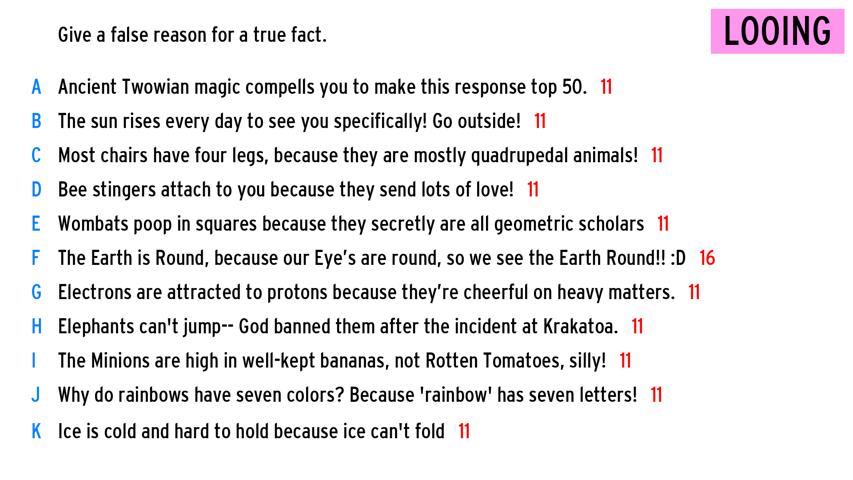 Give a false reason for a true fact.
LOOING
A Ancient Twowian magic compells you to make this response top 50. 11
B The sun rises every day to see you specifically! Go outside! 11
C Most chairs have four legs, because they are mostly quadrupedal animals! 11
D Bee stingers attach to you because they send lots of love! 11
E Wombats poop in squares because they secretly are all geometric scholars 11
F The Earth is Round, because our Eye’s are round, so we see the Earth Round!! :D 16
G Electrons are attracted to protons because they’re cheerful on heavy matters. 11
H Elephants can't jump-- God banned them after the incident at Krakatoa. 11
I The Minions are high in well-kept bananas, not Rotten Tomatoes, silly! 11
J Why do rainbows have seven colors? Because 'rainbow' has seven letters! 11
K Ice is cold and hard to hold because ice can't fold 11